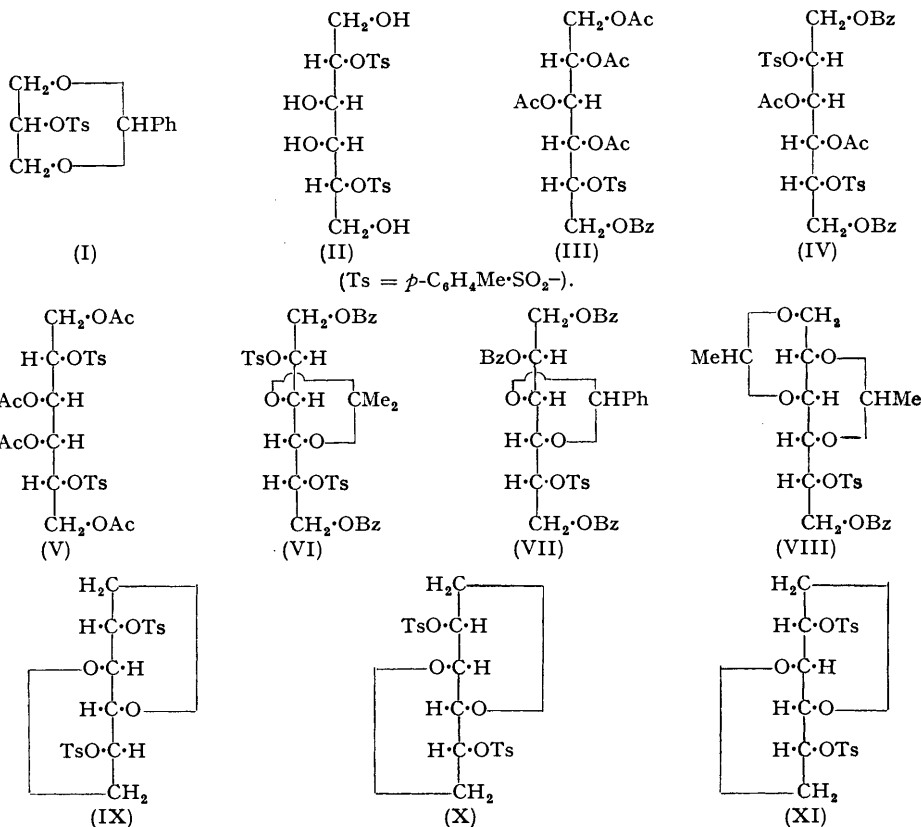 CH₂·O
CH·OTs CHPh
CH₂·O
(I)
CH₂·OH
H·C·OTs
HO·C·H
HO·C·H
H·C·OTs
CH₂·OH
(II)
CH₂·OAc
H·C·OAc
AcO·C·H
H·C·OAc
H·C·OTs
CH₂·OBz
(III)
CH₂·OBz
TsO·C·H
AcO·C·H
H·C·OAc
H·C·OTs
CH₂·OBz
(IV)
(Ts = p-C₆H₄Me·SO₂–).
CH₂·OAc
H·C·OTs
AcO·C·H
AcO·C·H
H·C·OTs
CH₂·OAc
(V)
CH₂·OBz
TsO·C·H
O·C·H CMe₂
H·C·O
H·C·OTs
CH₂·OBz
(VI)
CH₂·OBz
BzO·C·H
O·C·H CHPh
H·C·O
H·C·OTs
CH₂·OBz
(VII)
O·CH₂
MeHC H·C·O
O·C·H CHMe
H·C·O
H·C·OTs
CH₂·OBz
(VIII)
H₂C
H·C·OTs
O·C·H
H·C·O
TsO·C·H
CH₂
(IX)
H₂C
TsO·C·H
O·C·H
H·C·O
H·C·OTs
CH₂
(X)
H₂C
H·C·OTs
O·C·H
H·C·O
H·C·OTs
CH₂
(XI)